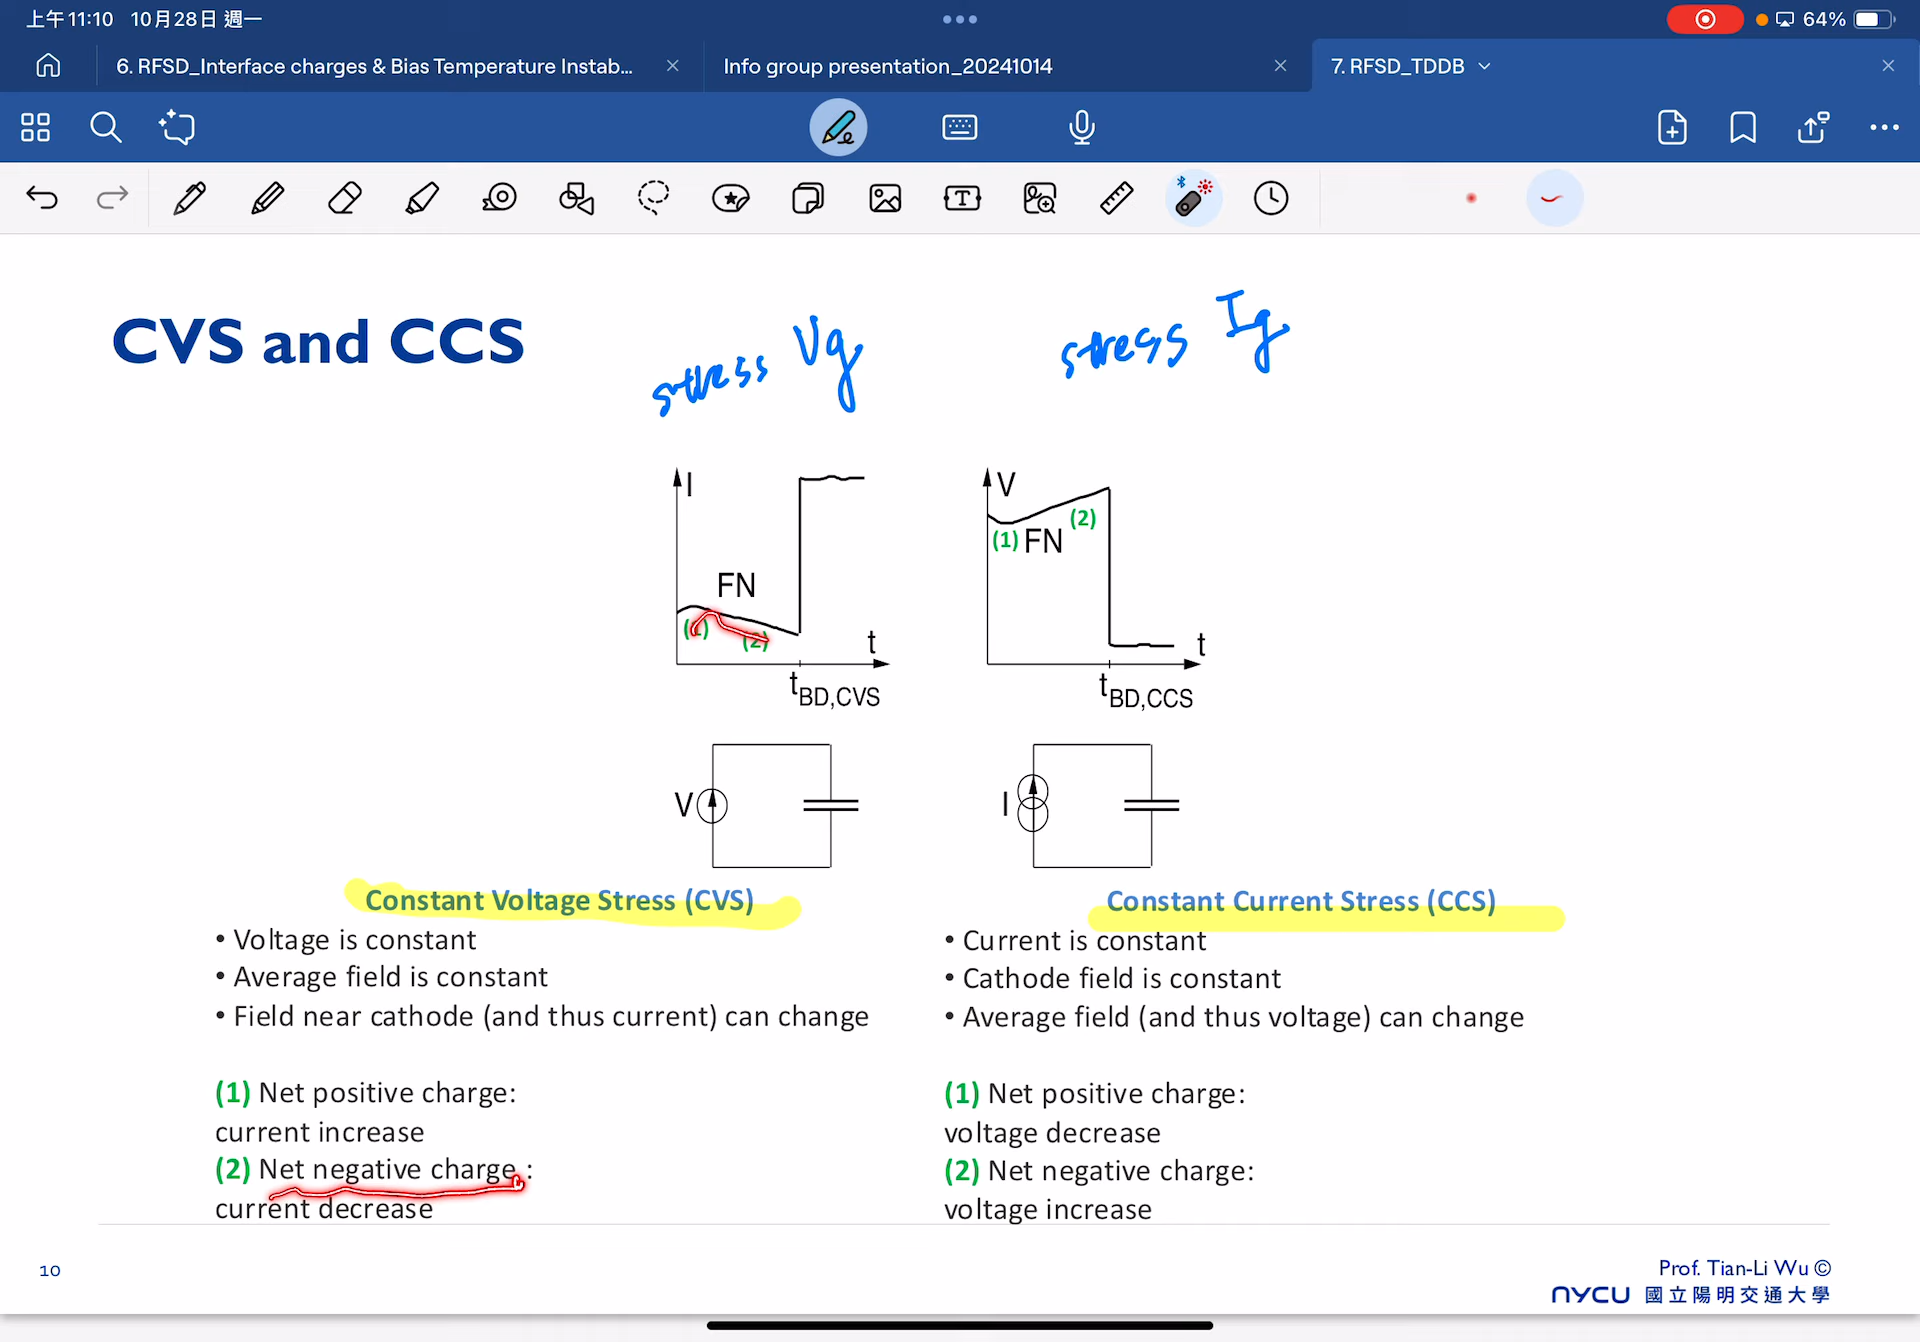 上午11:10 10月28日 週一
64%
6. RFSD_Interface charges & Bias Temperature Instab...
Info group presentation_20241014
7. RFSD_TDDB
CVS and CCS
stress Vg
stress Ig
I
FN
(1)
(2)
t
tBD,CVS
V
(1) FN
(2)
t
tBD,CCS
V
I
Constant Voltage Stress (CVS)
• Voltage is constant
• Average field is constant
• Field near cathode (and thus current) can change
(1) Net positive charge:
current increase
(2) Net negative charge :
current decrease
Constant Current Stress (CCS)
• Current is constant
• Cathode field is constant
• Average field (and thus voltage) can change
(1) Net positive charge:
voltage decrease
(2) Net negative charge:
voltage increase
10
Prof. Tian-Li Wu ©
NYCU 國立陽明交通大學